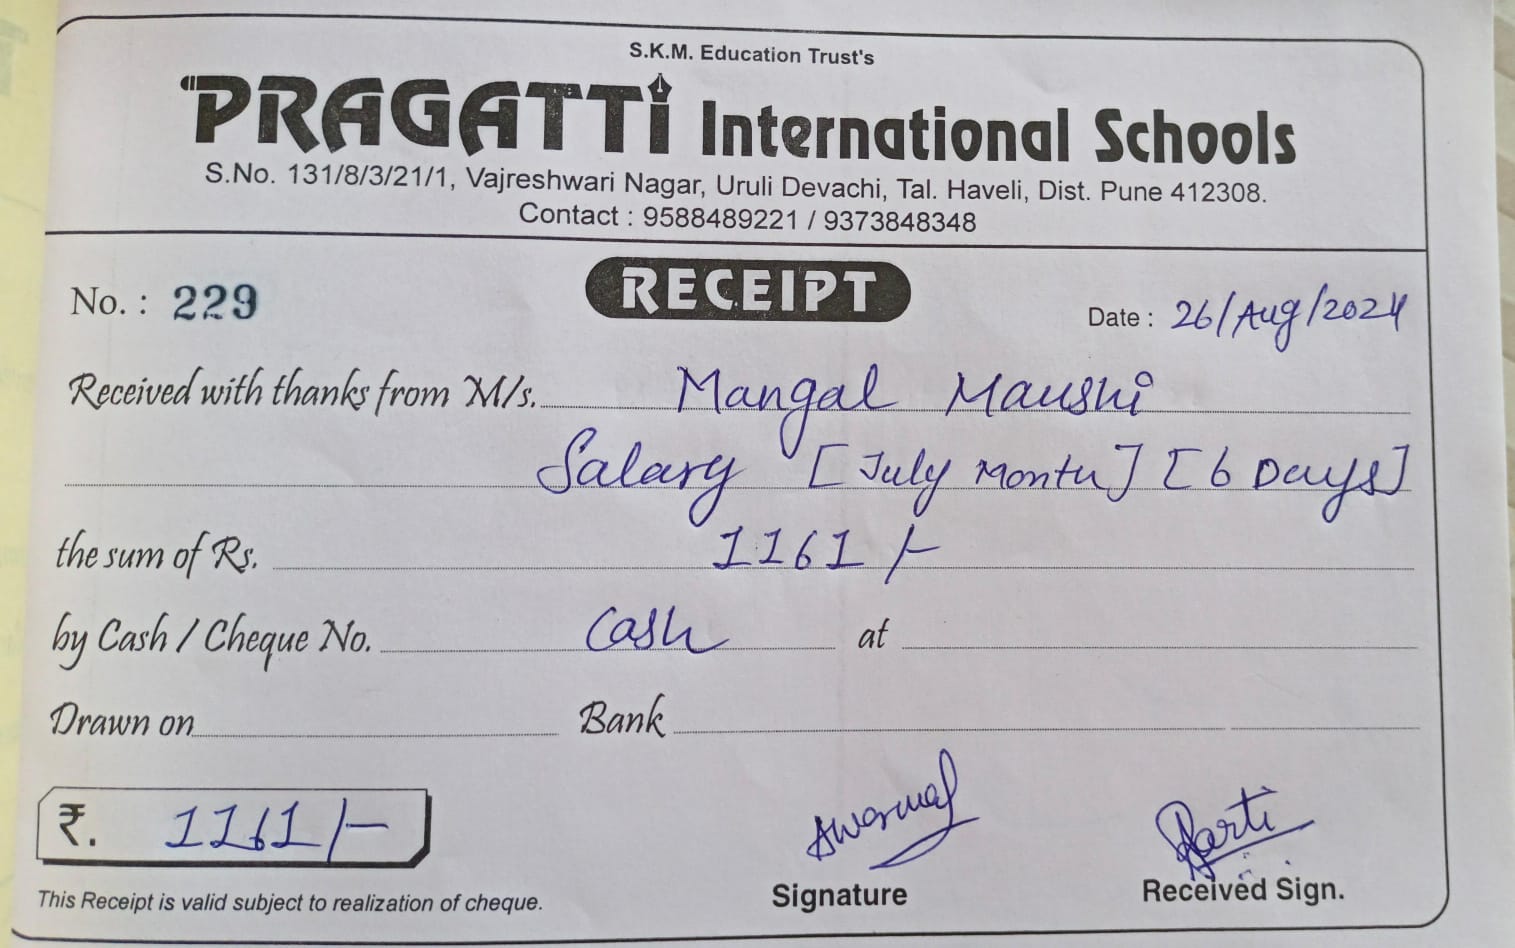 S.K.M. Education Trust's
PRAGATTi International Schools
S.No. 131/8/3/21/1, Vajreshwari Nagar, Uruli Devachi, Tal. Haveli, Dist. Pune 412308.
Contact : 9588489221 / 9373848348
RECEIPT
No. : 229 Date : 26/Aug/2024
Received with thanks from M/s. Mangal Maushi
Salary [July Month] [6 Days]
the sum of Rs. 1161/-
by Cash / Cheque No. Cash at
Drawn on Bank
₹. 1161/-
Signature Received Sign.
This Receipt is valid subject to realization of cheque.